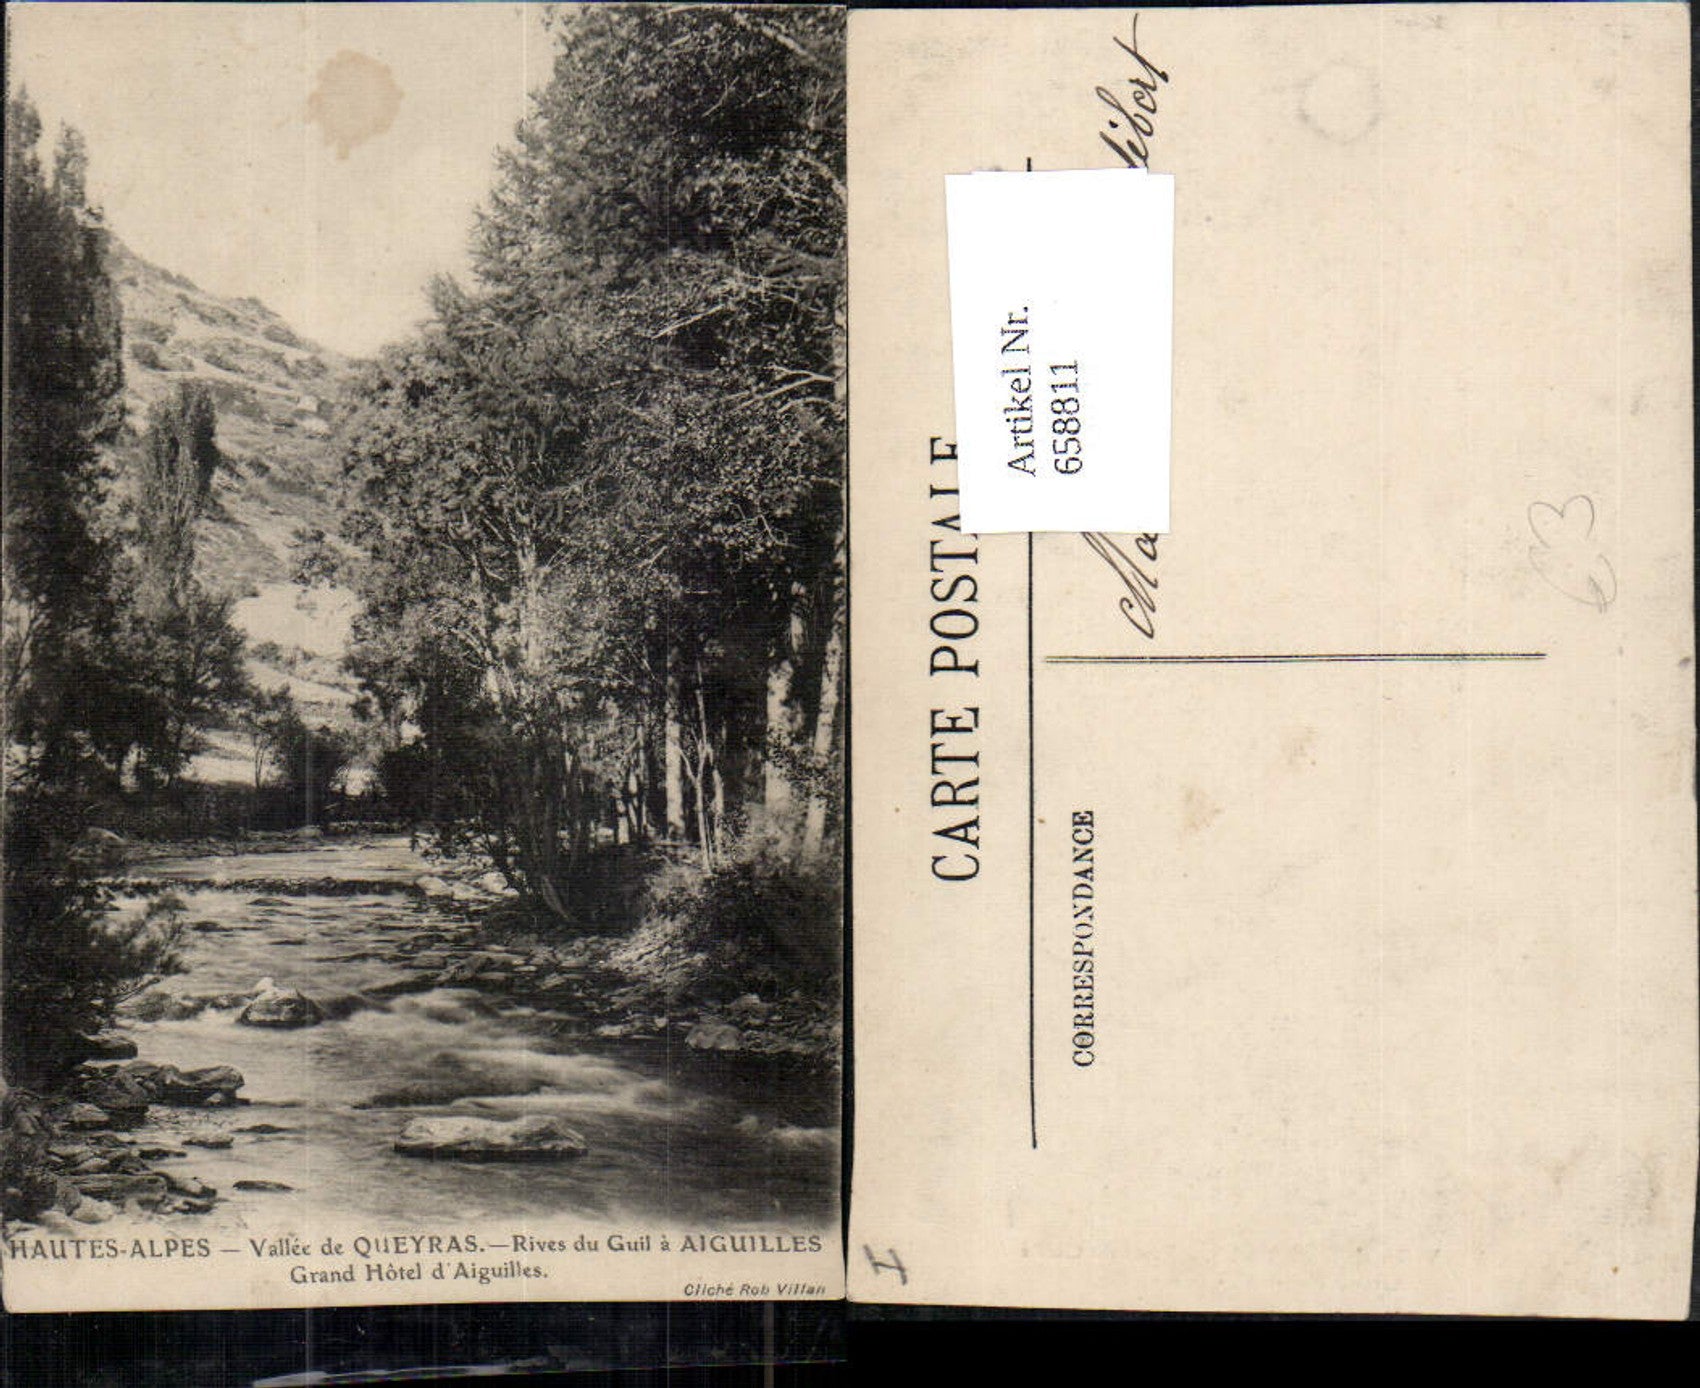 HAUTES-ALPES — Vallée de QUEYRAS.—Rives du Guil à AIGUILLES
Grand Hôtel d'Aiguilles.
Cliché Rob Villan
CARTE POSTALE
Artikel Nr.
658811
CORRESPONDANCE